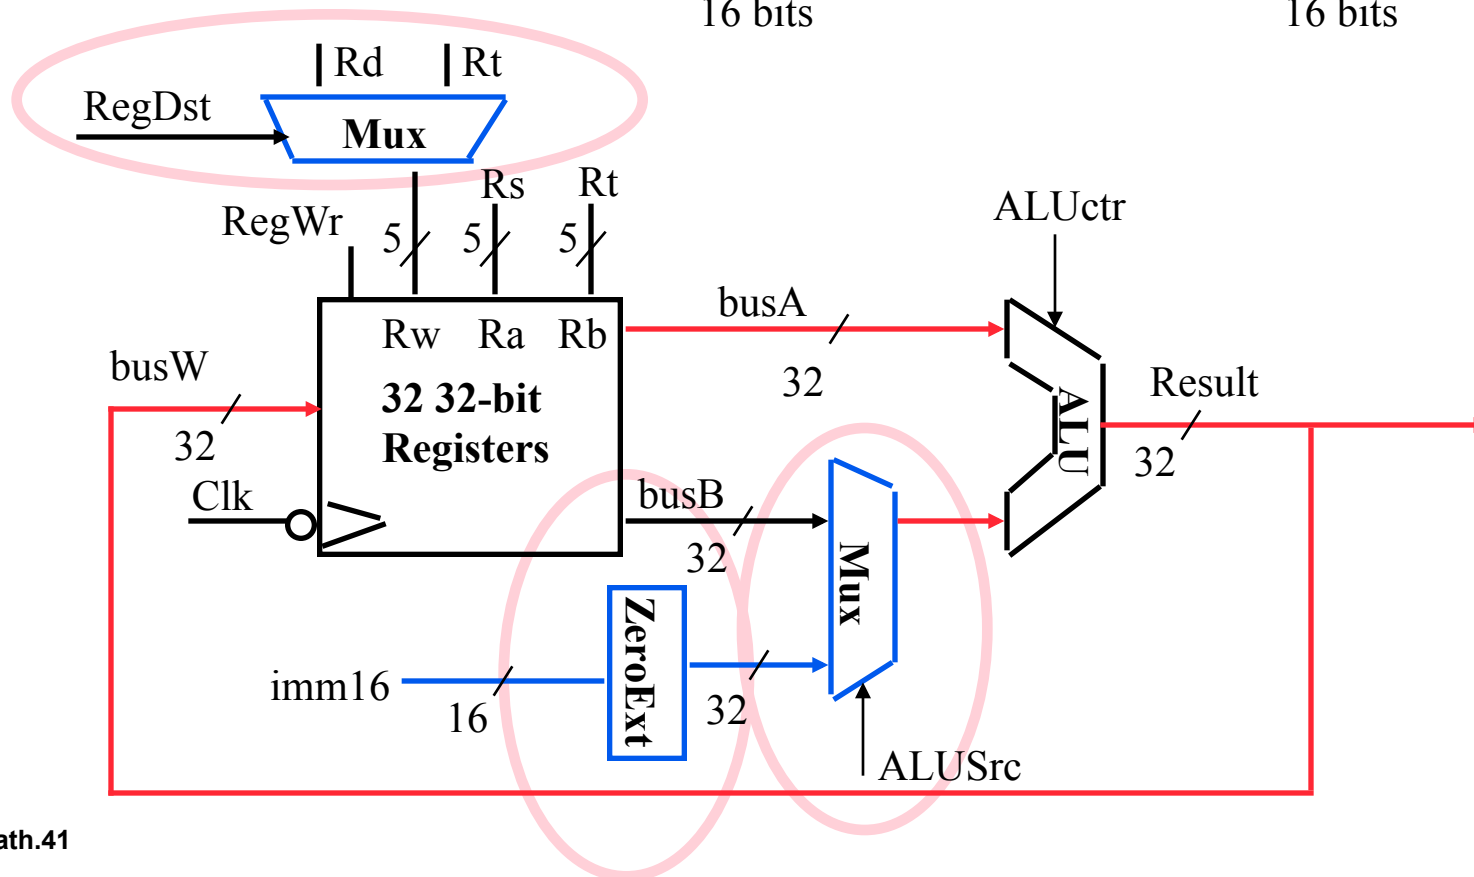 16 bits 16 bits
Rd Rt
RegDst
Mux
Rs Rt
RegWr
5 5 5
ALUctr
busA
Rw Ra Rb
busW
32
32 32-bit
Registers
32
Result
ALU
32
Clk
busB
32
Mux
ZeroExt
imm16
16
32
ALUSrc
ath.41